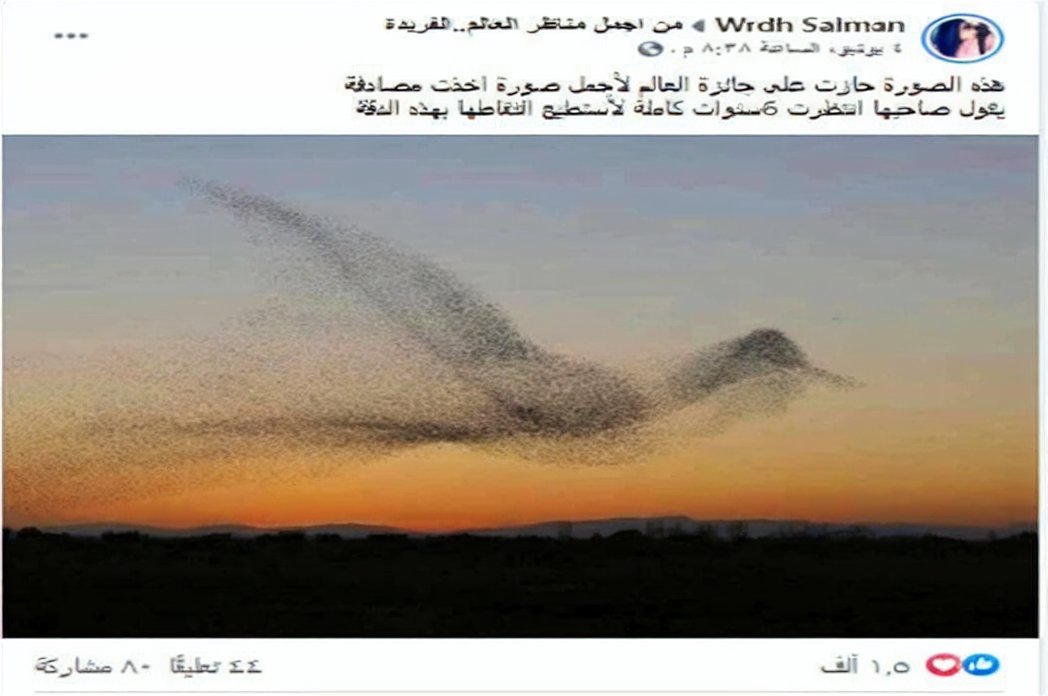 Wrdh Salman ◂ من اجمل مناظر العالم..الفريدة
٤ يونيو، الساعة ٨:٣٨ م ·
هذه الصورة حازت على جائزة العالم لأجمل صورة أخذت مصادفة
يقول صاحبها انتظرت 6سنوات كاملة لأستطيع التقاطها بهذه الدقة
١,٥ ألف
٤٤ تعليقًا ٨٠ مشاركة